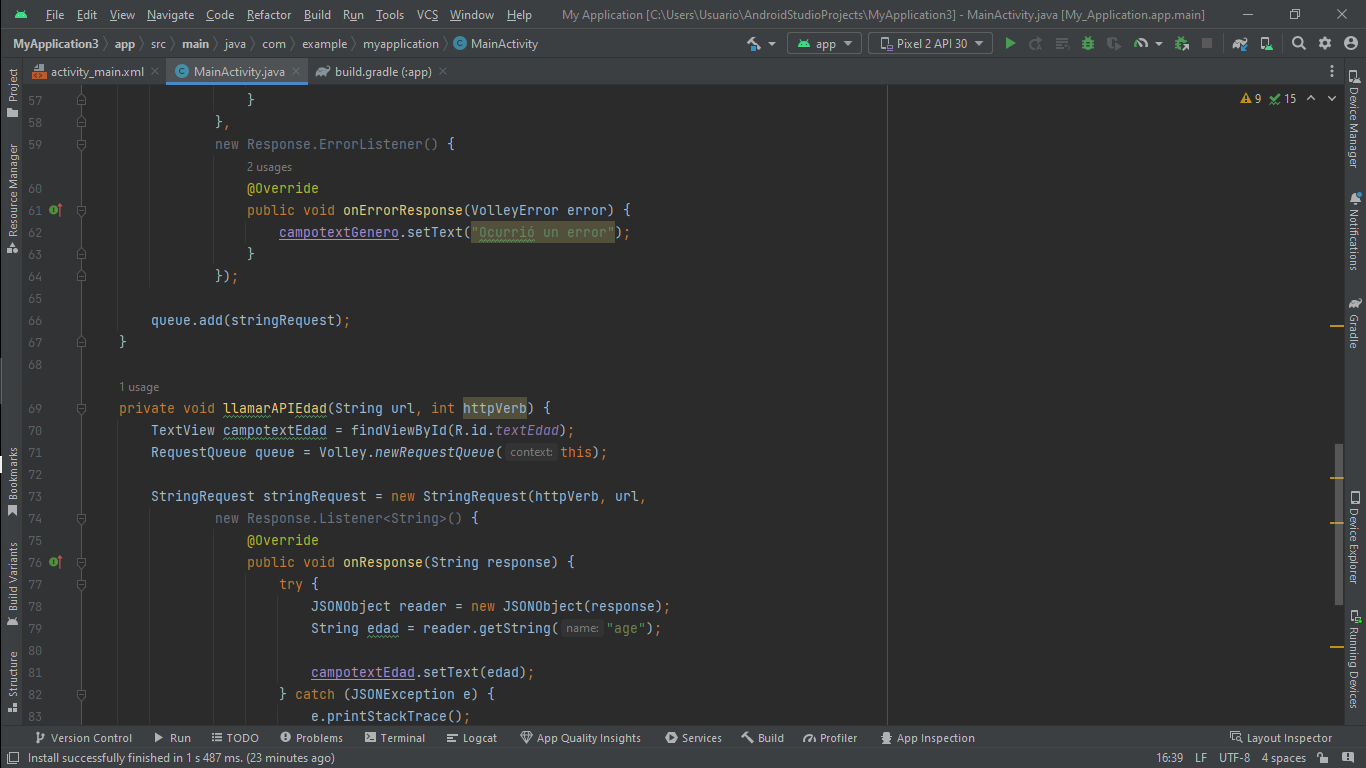 File Edit View Navigate Code Refactor Build Run Tools VCS Window Help My Application [C:\Users\Usuario\AndroidStudioProjects\MyApplication3] - MainActivity.java [My_Application.app.main]
MyApplication3 app src main java com example myapplication MainActivity app Pixel 2 API 30
activity_main.xml MainActivity.java build.gradle (:app)
9 15
57 }
58 },
59 new Response.ErrorListener() {
2 usages
60 @Override
61 public void onErrorResponse(VolleyError error) {
62 campotextGenero.setText("Ocurrió un error");
63 }
64 });
65
66 queue.add(stringRequest);
67 }
68
1 usage
69 private void llamarAPIEdad(String url, int httpVerb) {
70 TextView campotextEdad = findViewById(R.id.textEdad);
71 RequestQueue queue = Volley.newRequestQueue( context: this);
72
73 StringRequest stringRequest = new StringRequest(httpVerb, url,
74 new Response.Listener<String>() {
75 @Override
76 public void onResponse(String response) {
77 try {
78 JSONObject reader = new JSONObject(response);
79 String edad = reader.getString( name: "age");
80
81 campotextEdad.setText(edad);
82 } catch (JSONException e) {
83 e.printStackTrace();
Project
Resource Manager
Bookmarks
Build Variants
Structure
Device Manager
Notifications
Gradle
Device Explorer
Running Devices
Version Control Run TODO Problems Terminal Logcat App Quality Insights Services Build Profiler App Inspection Layout Inspector
Install successfully finished in 1 s 487 ms. (23 minutes ago) 16:39 LF UTF-8 4 spaces